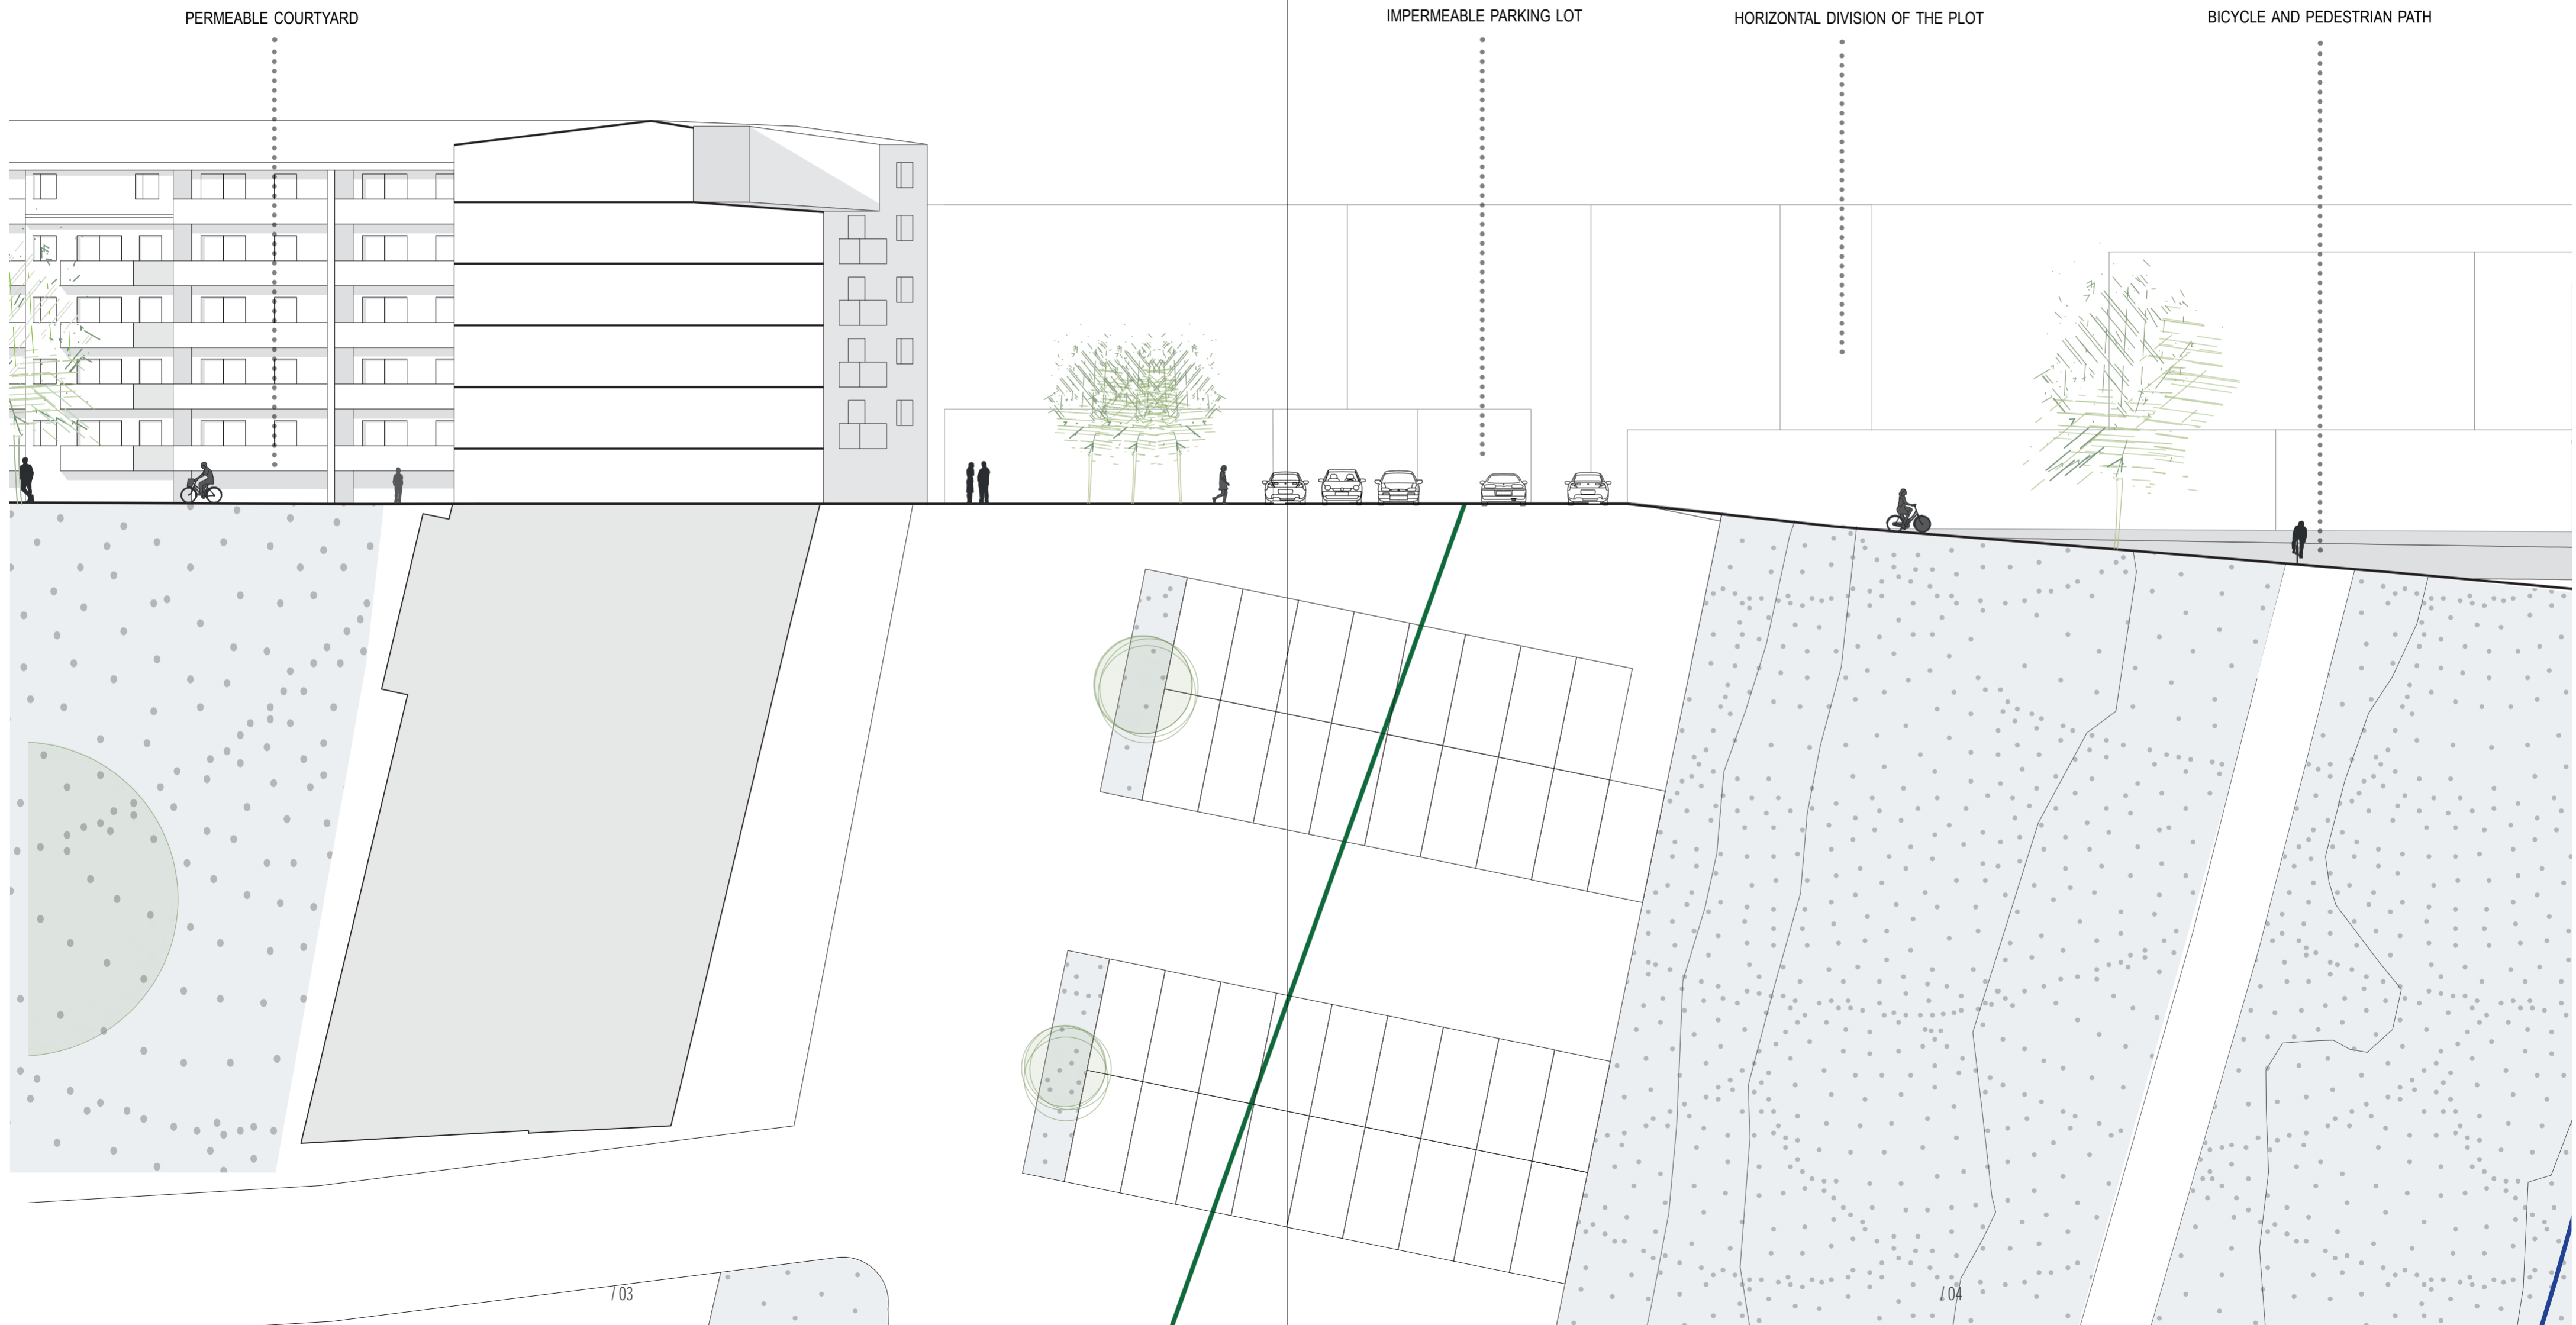 PERMEABLE COURTYARD
IMPERMEABLE PARKING LOT
HORIZONTAL DIVISION OF THE PLOT
BICYCLE AND PEDESTRIAN PATH
/ 03
/ 04